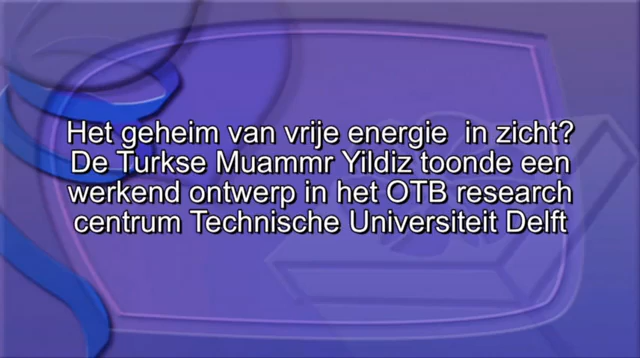 Het geheim van vrije energie  in zicht?
De Turkse Muammr Yildiz toonde een
werkend ontwerp in het OTB research
centrum Technische Universiteit Delft